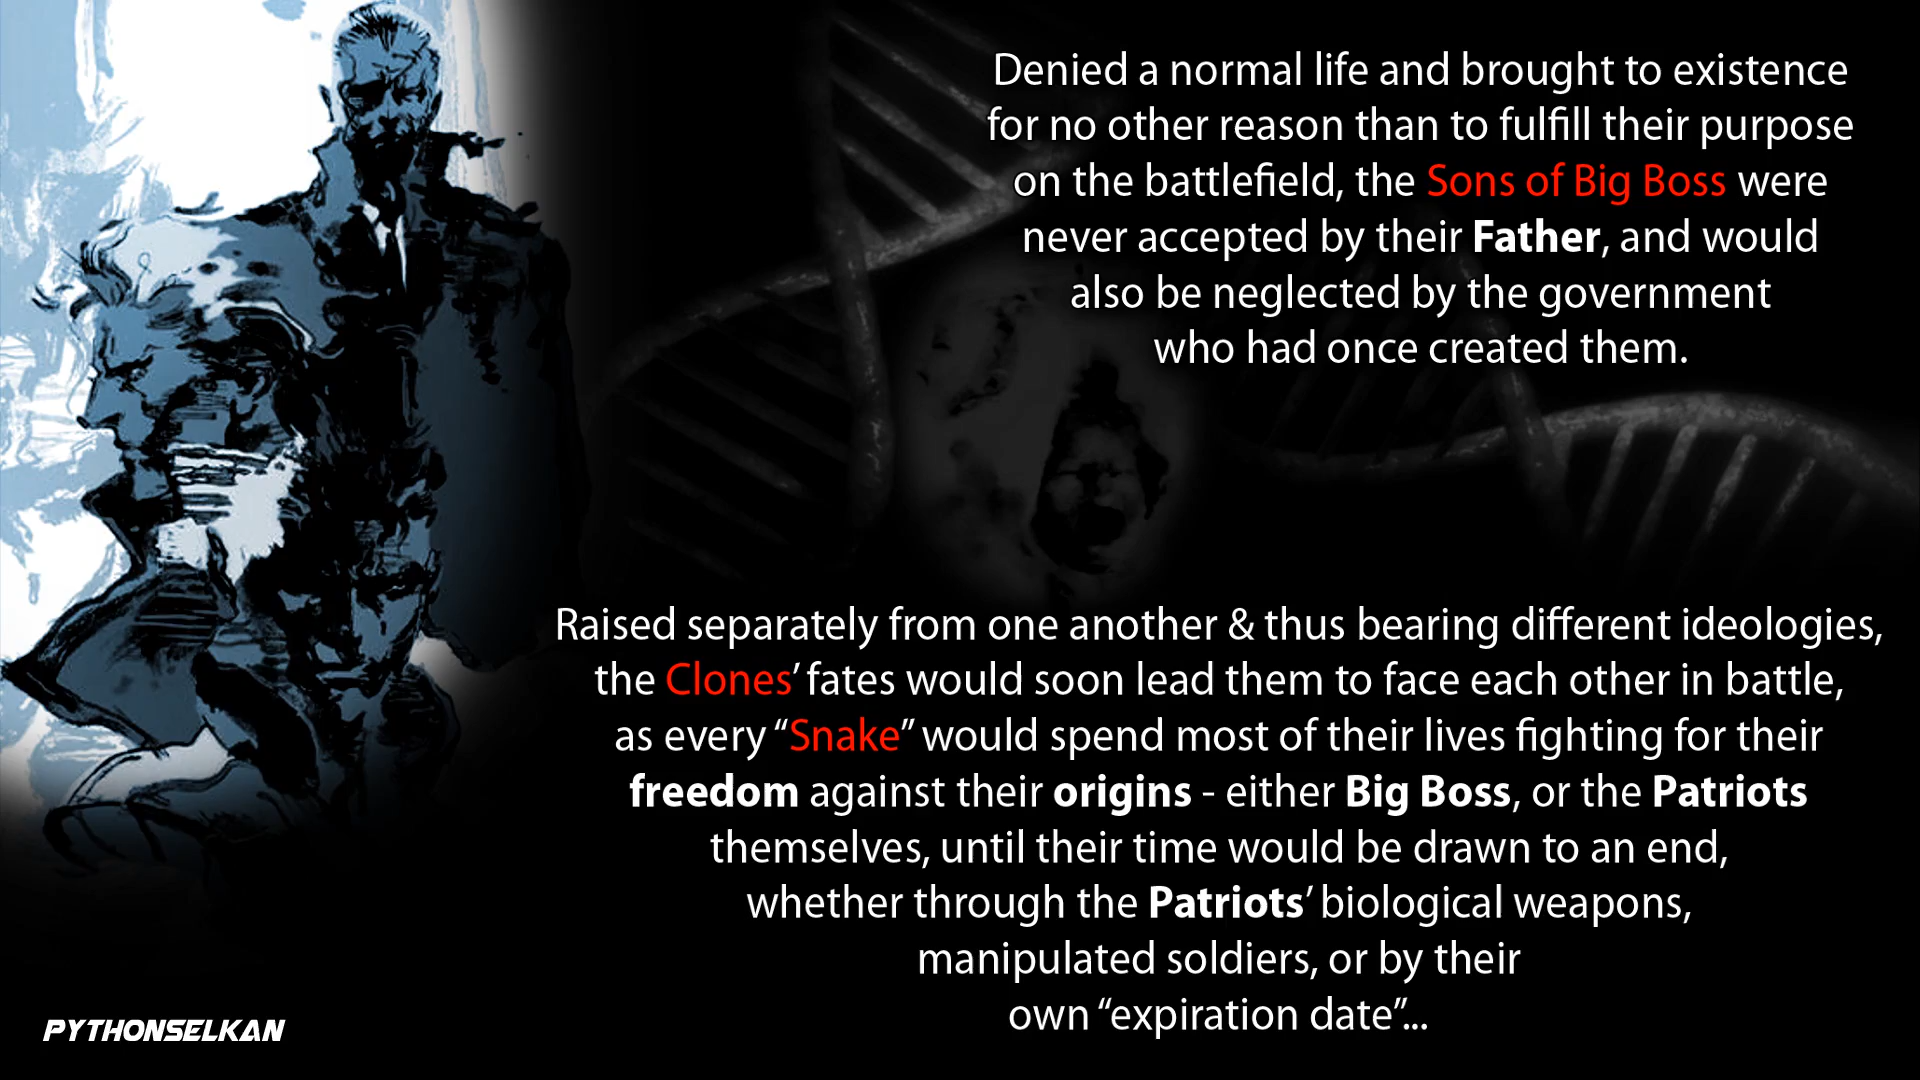 Denied a normal life and brought to existence
for no other reason than to fulfill their purpose
on the battlefield, the Sons of Big Boss were
never accepted by their Father, and would
also be neglected by the government
who had once created them.
Raised separately from one another & thus bearing different ideologies,
the Clones’ fates would soon lead them to face each other in battle,
as every “Snake” would spend most of their lives fighting for their
freedom against their origins - either Big Boss, or the Patriots
themselves, until their time would be drawn to an end,
whether through the Patriots’ biological weapons,
manipulated soldiers, or by their
own “expiration date”...
PYTHONSELKAN